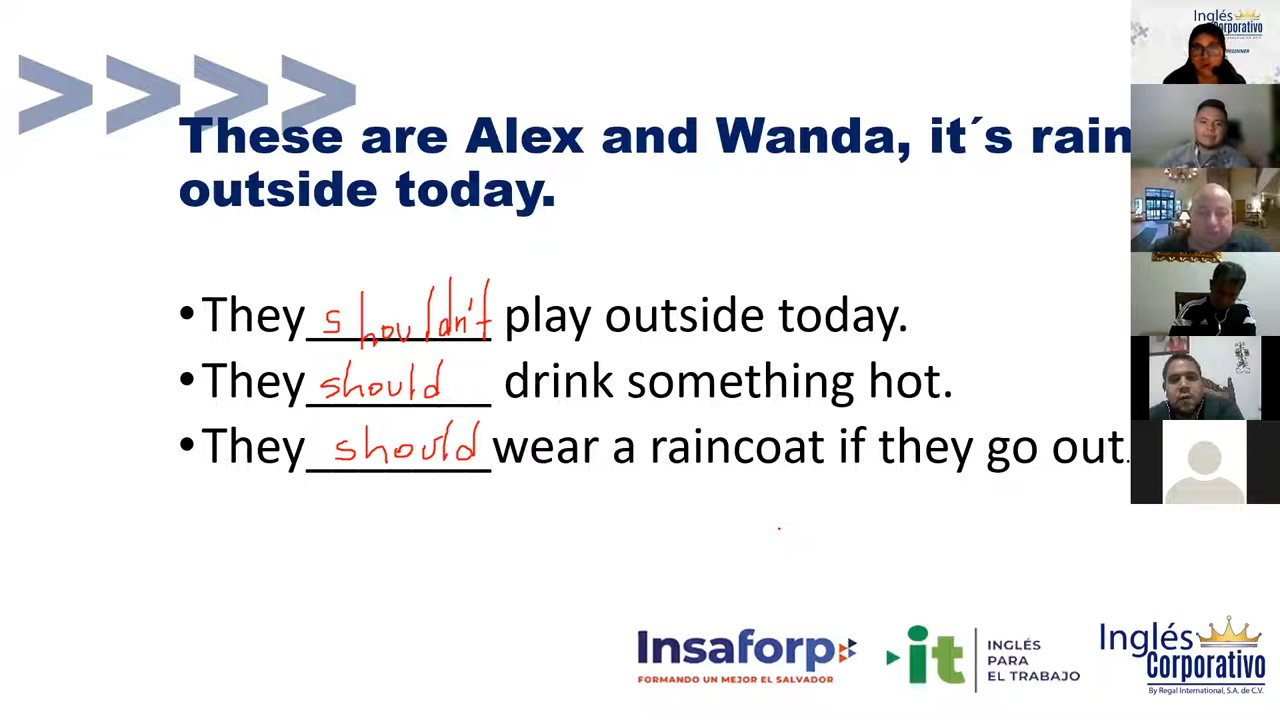 Inglés
Corporativo
These are Alex and Wanda, it´s rain
outside today.
•They shouldn't play outside today.
•They should drink something hot.
•They should wear a raincoat if they go out.
Insaforp
FORMANDO UN MEJOR EL SALVADOR
it
INGLÉS
PARA
EL TRABAJO
Inglés
Corporativo
By Regal International, S.A. de C.V.